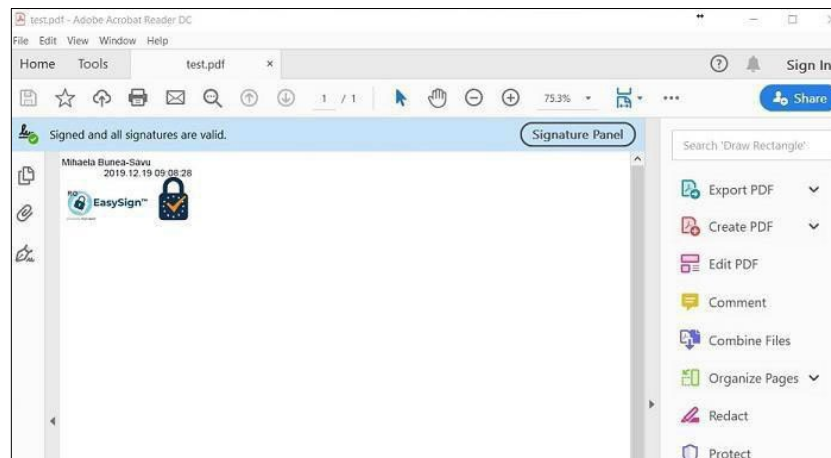 test.pdf - Adobe Acrobat Reader DC
File Edit View Window Help
Home Tools test.pdf × Sign In
1 / 1 75.3% Share
Signed and all signatures are valid. Signature Panel
Search 'Draw Rectangle'
Mihaela Bunea-Savu
2019.12.19 09:08:28
EasySign™
Export PDF
Create PDF
Edit PDF
Comment
Combine Files
Organize Pages
Redact
Protect